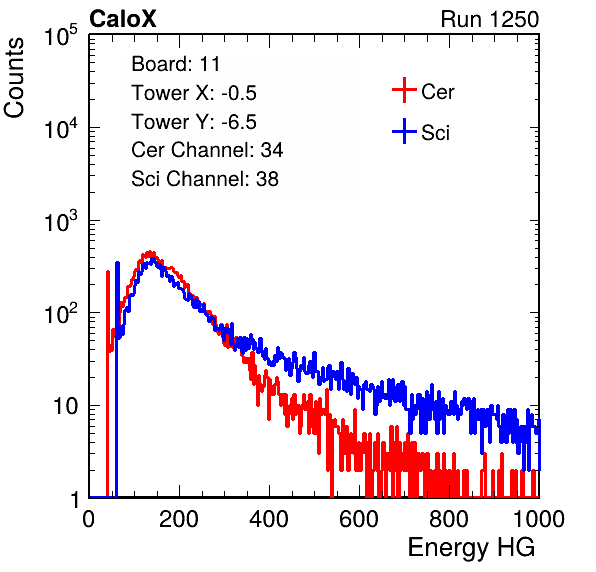 CaloX Run 1250
Counts
Board: 11
Tower X: -0.5
Tower Y: -6.5
Cer Channel: 34
Sci Channel: 38
Cer
Sci
10^5
10^4
10^3
10^2
10
1
0 200 400 600 800 1000
Energy HG